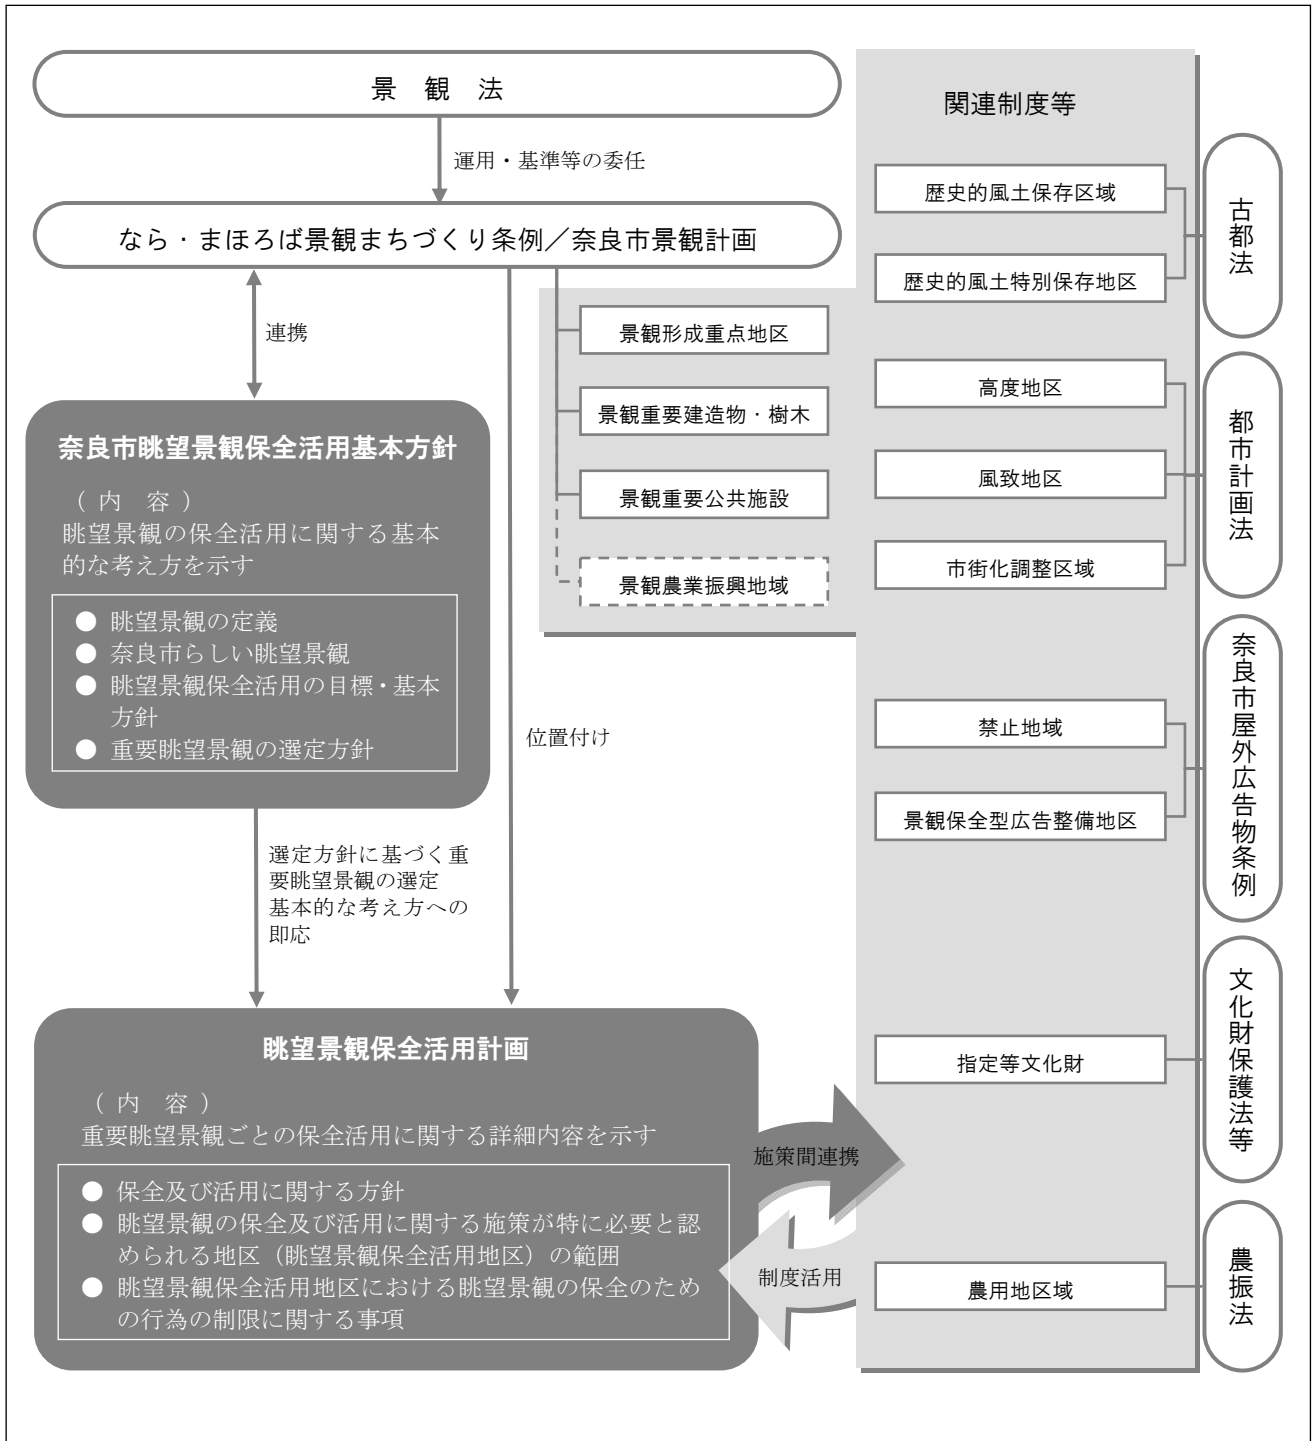 景 観 法
運用・基準等の委任
なら・まほろば景観まちづくり条例／奈良市景観計画
連携
奈良市眺望景観保全活用基本方針
（内 容）
眺望景観の保全活用に関する基本
的な考え方を示す
● 眺望景観の定義
● 奈良市らしい眺望景観
● 眺望景観保全活用の目標・基本
方針
● 重要眺望景観の選定方針
選定方針に基づく重
要眺望景観の選定
基本的な考え方への
即応
位置付け
景観形成重点地区
景観重要建造物・樹木
景観重要公共施設
景観農業振興地域
眺望景観保全活用計画
（内 容）
重要眺望景観ごとの保全活用に関する詳細内容を示す
● 保全及び活用に関する方針
● 眺望景観の保全及び活用に関する施策が特に必要と認
められる地区（眺望景観保全活用地区）の範囲
● 眺望景観保全活用地区における眺望景観の保全のため
の行為の制限に関する事項
施策間連携
制度活用
関連制度等
歴史的風土保存区域
歴史的風土特別保存地区
古都法
高度地区
風致地区
市街化調整区域
都市計画法
禁止地域
景観保全型広告整備地区
奈良市屋外広告物条例
指定等文化財
文化財保護法等
農用地区域
農振法